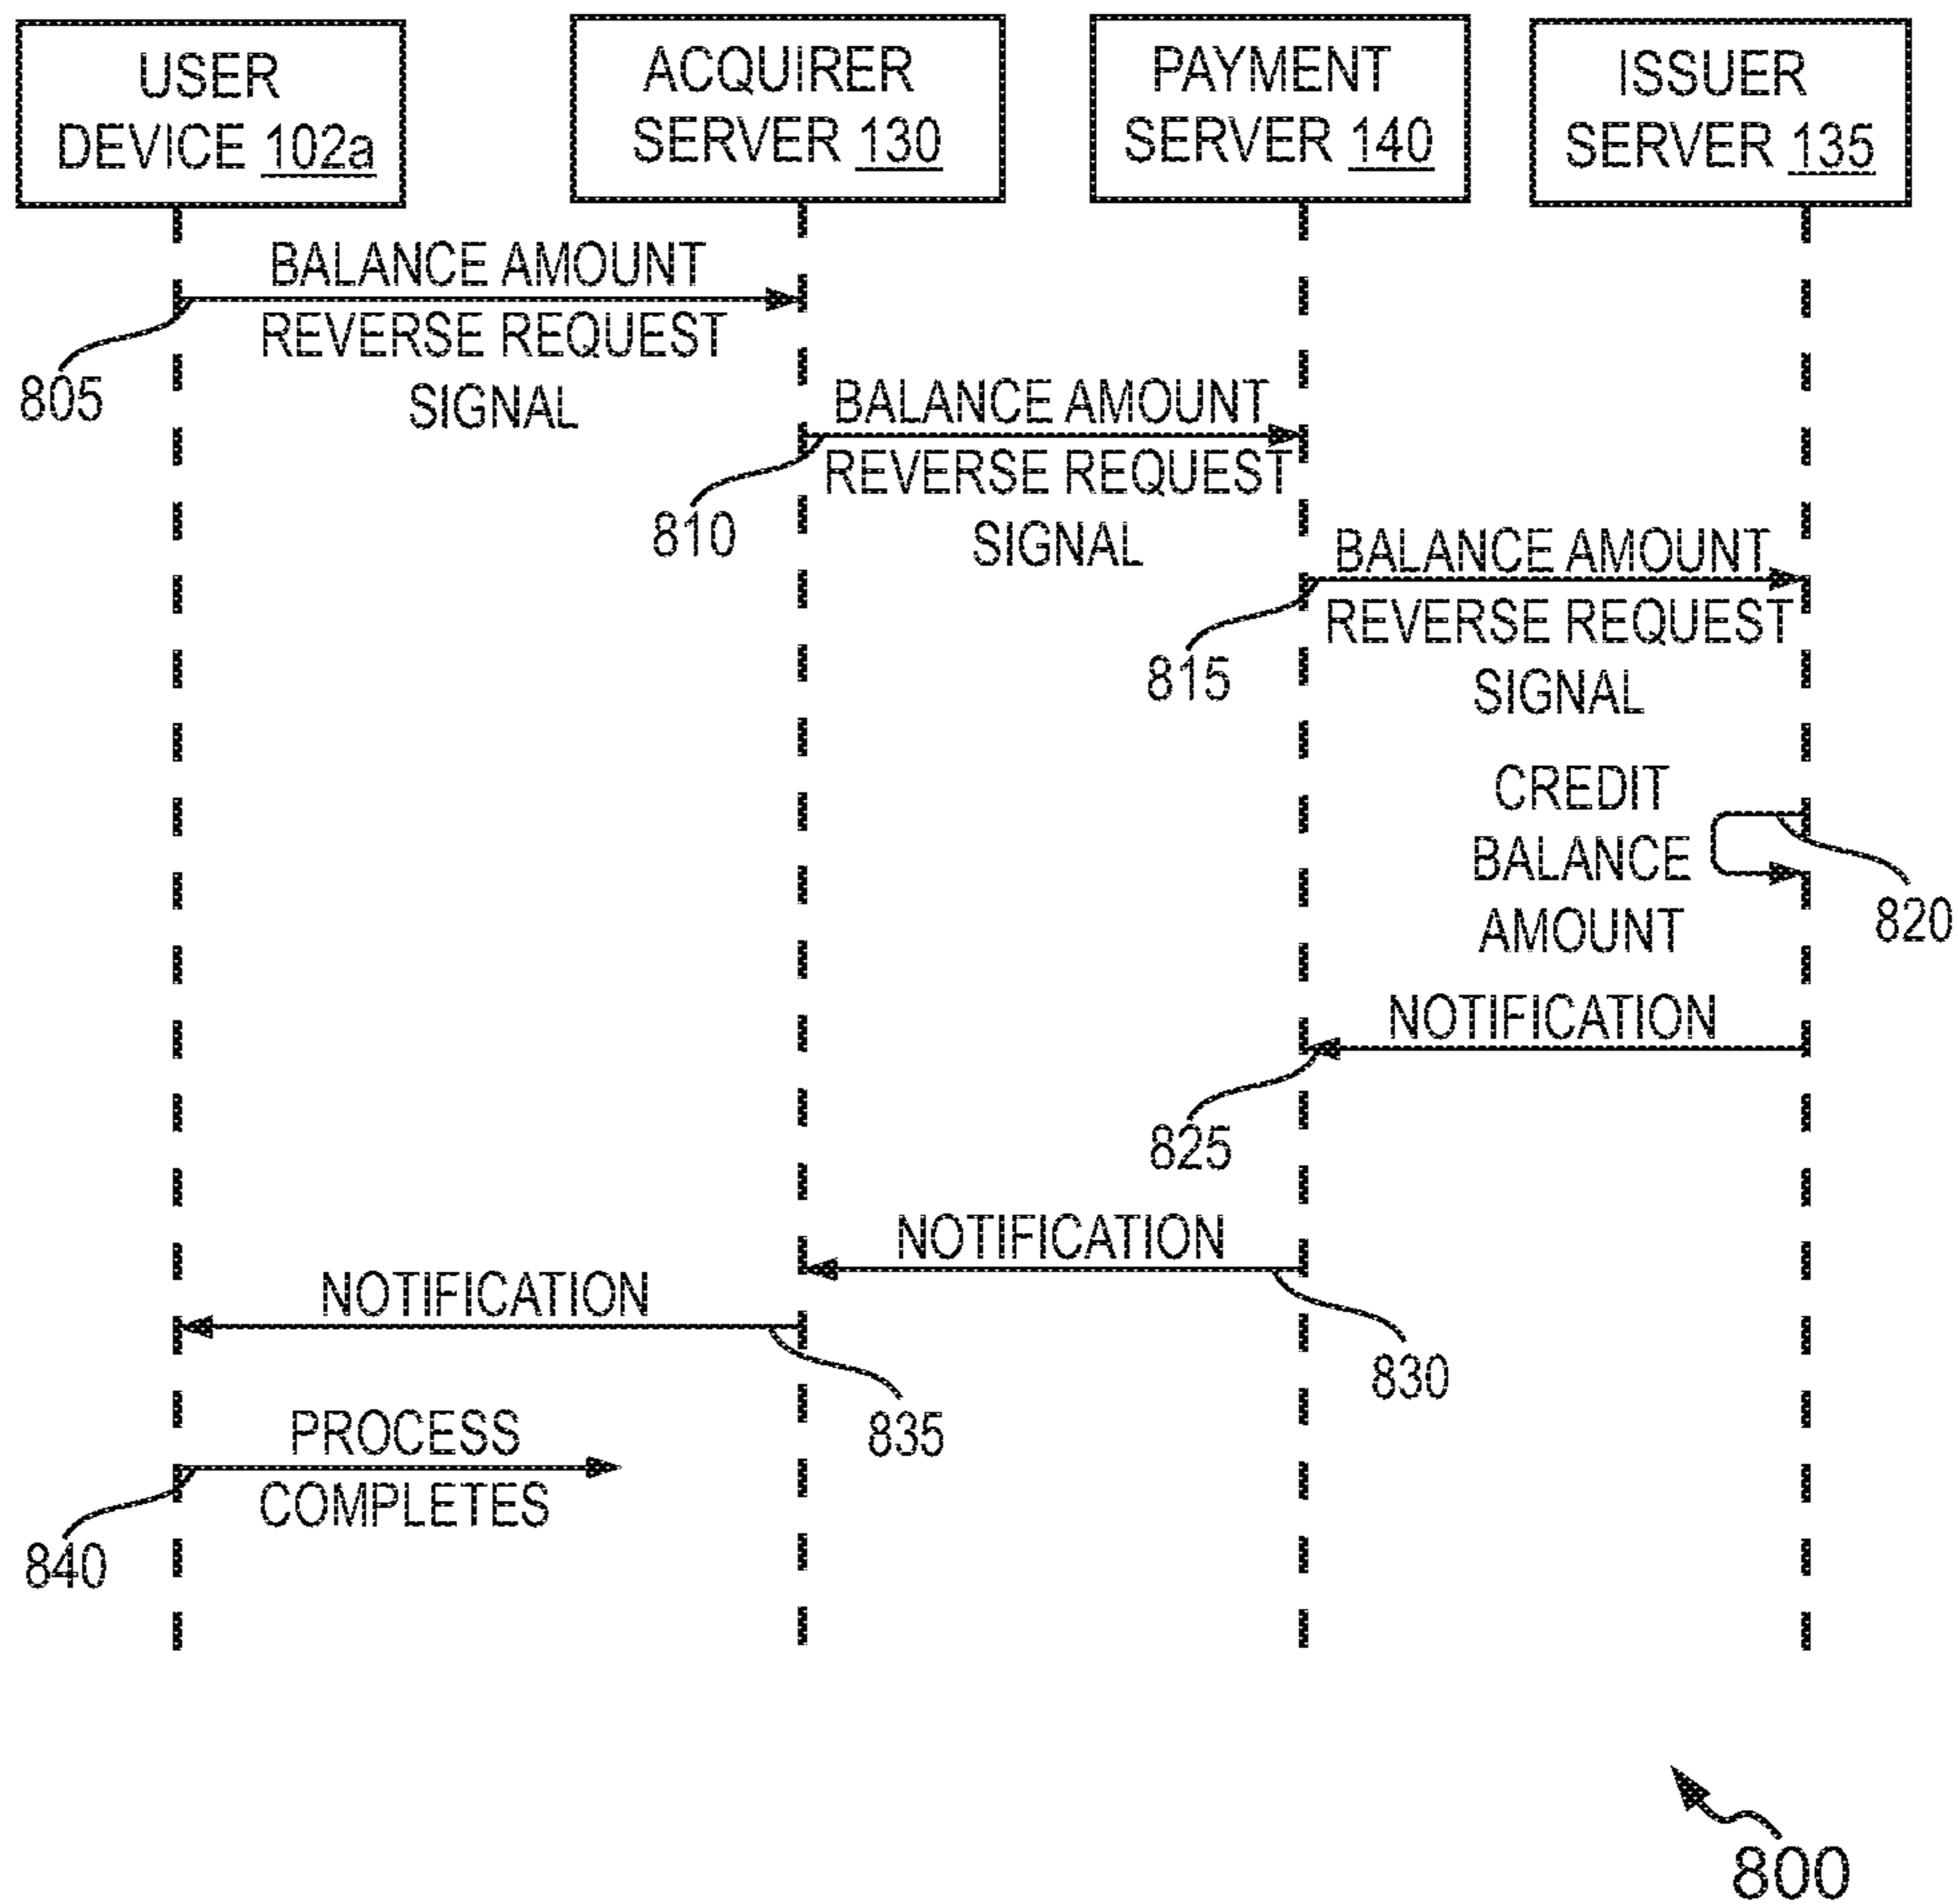 USER
DEVICE 102a
ACQUIRER
SERVER 130
PAYMENT
SERVER 140
ISSUER
SERVER 135
BALANCE AMOUNT
REVERSE REQUEST
SIGNAL
805
BALANCE AMOUNT
REVERSE REQUEST
SIGNAL
810
BALANCE AMOUNT
REVERSE REQUEST
SIGNAL
815
CREDIT
BALANCE
AMOUNT
820
NOTIFICATION
825
NOTIFICATION
830
NOTIFICATION
835
PROCESS
COMPLETES
840
800